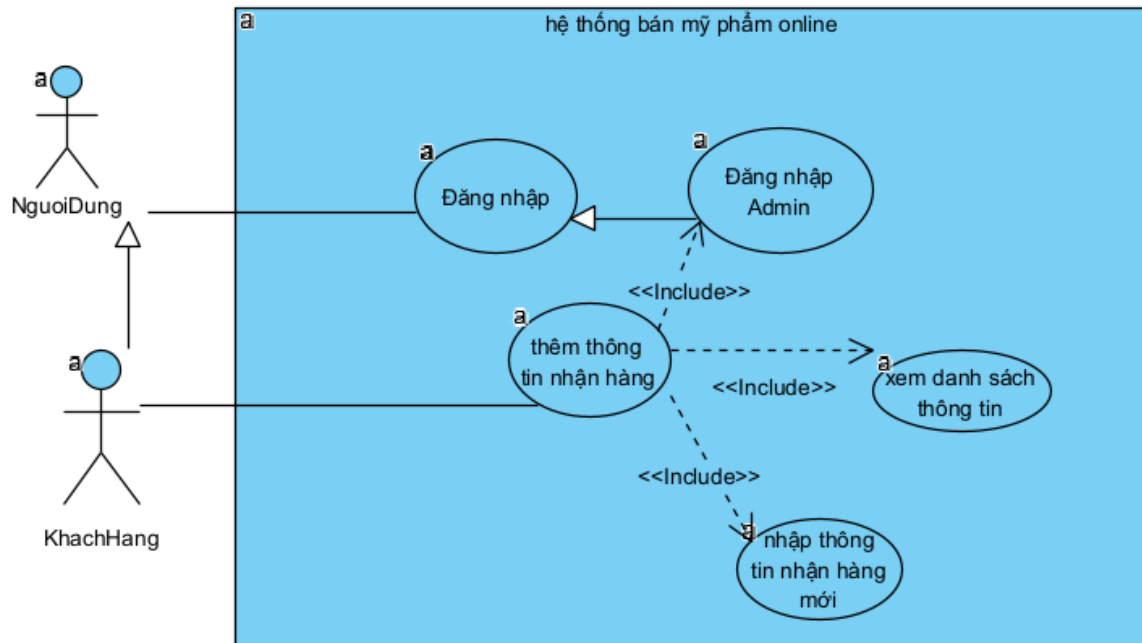 a
hệ thống bán mỹ phẩm online
a
NguoiDung
a
Đăng nhập
a
Đăng nhập
Admin
<<Include>>
a
thêm thông
tin nhận hàng
<<Include>>
a
xem danh sách
thông tin
a
KhachHang
<<Include>>
a
nhập thông
tin nhận hàng
mới